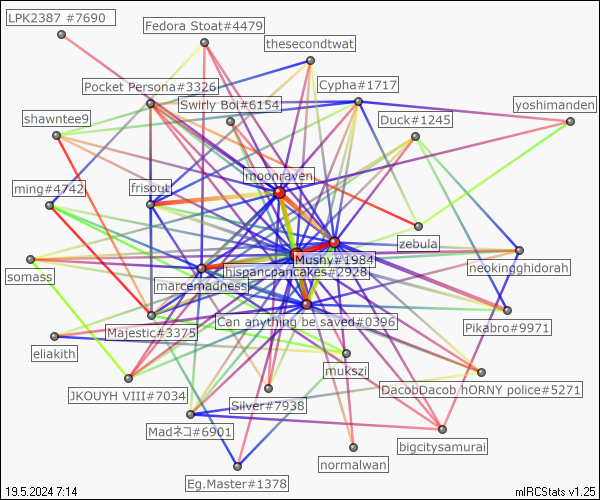 LPK2387 #7690
Fedora Stoat#4479
thesecondtwat
Pocket Persona#3326
Cypha#1717
Swirly Boi#6154
yoshimanden
shawntee9
Duck#1245
moonraven
ming#4742
frisout
zebula
Mushy#1984
neokingghidorah
hispancpancakes#2928
somass
marcemadness
Can anything be saved#0396
Pikabro#9971
Majestic#3375
eliakith
mukszi
DacobDacob hORNY police#5271
JKOUYH VIII#7034
Silver#7938
Madネコ#6901
bigcitysamurai
normalwan
Eg.Master#1378
19.5.2024 7:14
mIRCStats v1.25